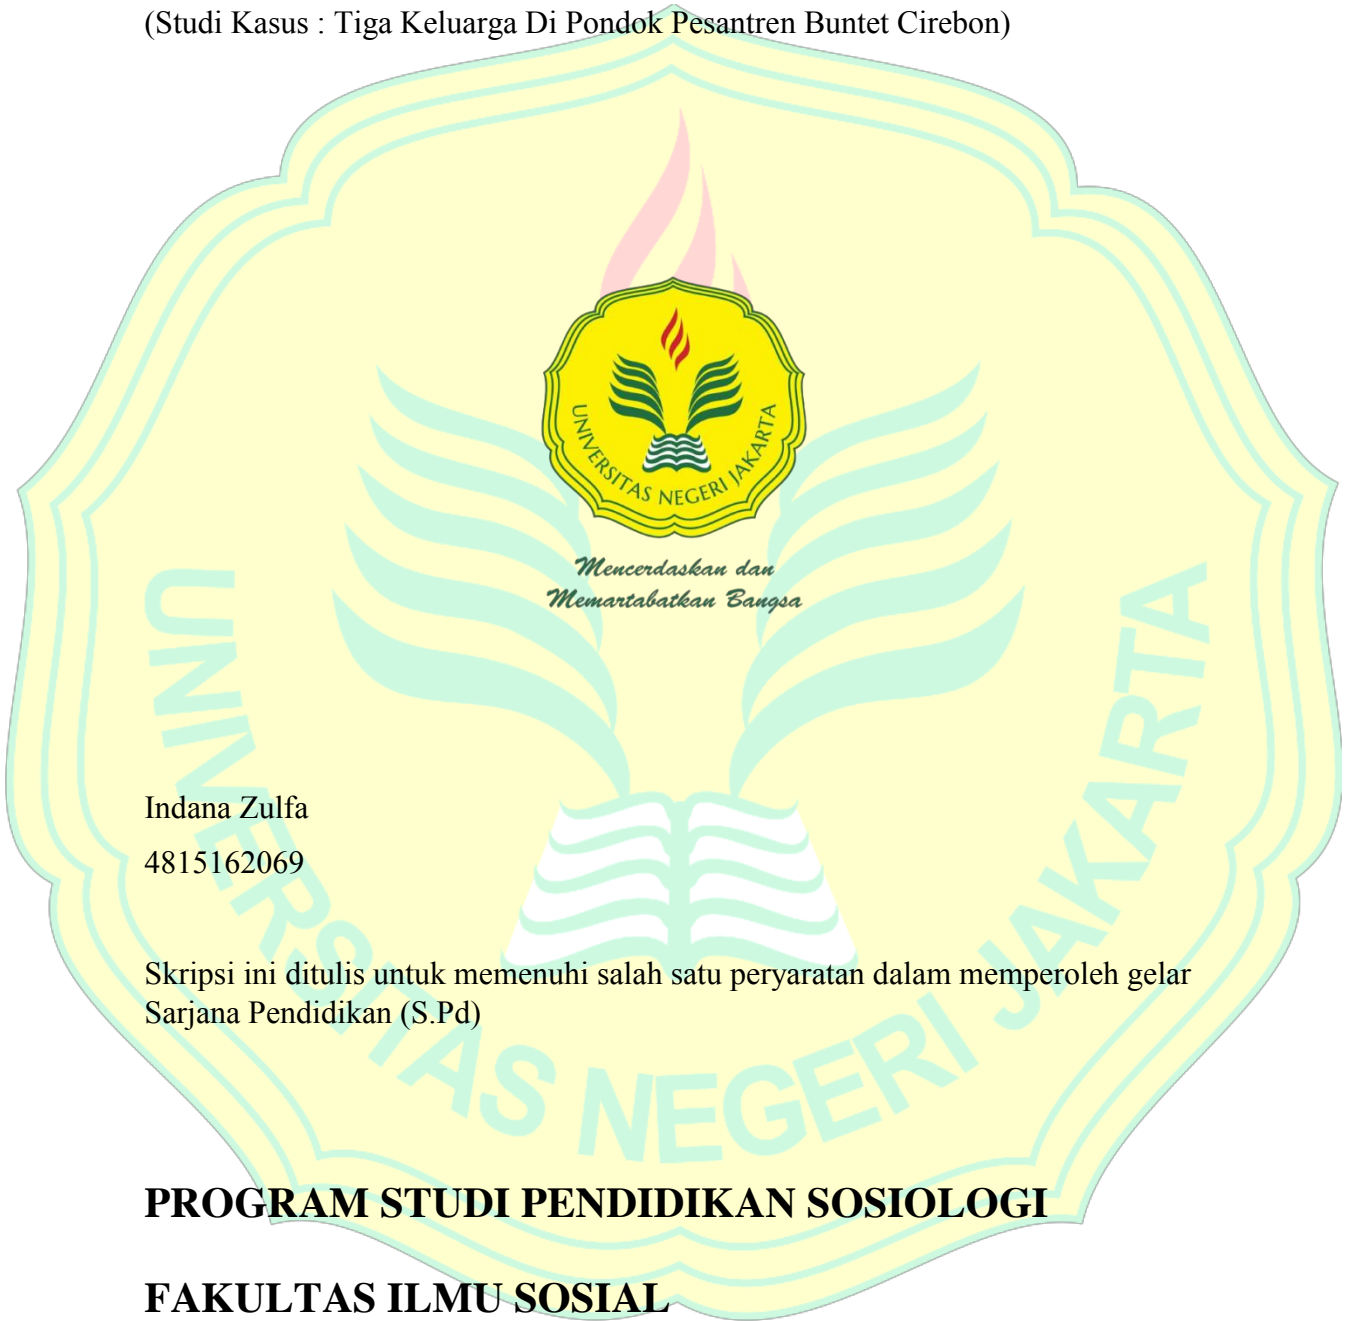 (Studi Kasus : Tiga Keluarga Di Pondok Pesantren Buntet Cirebon)
UNIVERSITAS NEGERI JAKARTA
Mencerdaskan dan
Memartabatkan Bangsa
UNIVERSITAS NEGERI JAKARTA
Indana Zulfa
4815162069
Skripsi ini ditulis untuk memenuhi salah satu peryaratan dalam memperoleh gelar
Sarjana Pendidikan (S.Pd)
PROGRAM STUDI PENDIDIKAN SOSIOLOGI
FAKULTAS ILMU SOSIAL